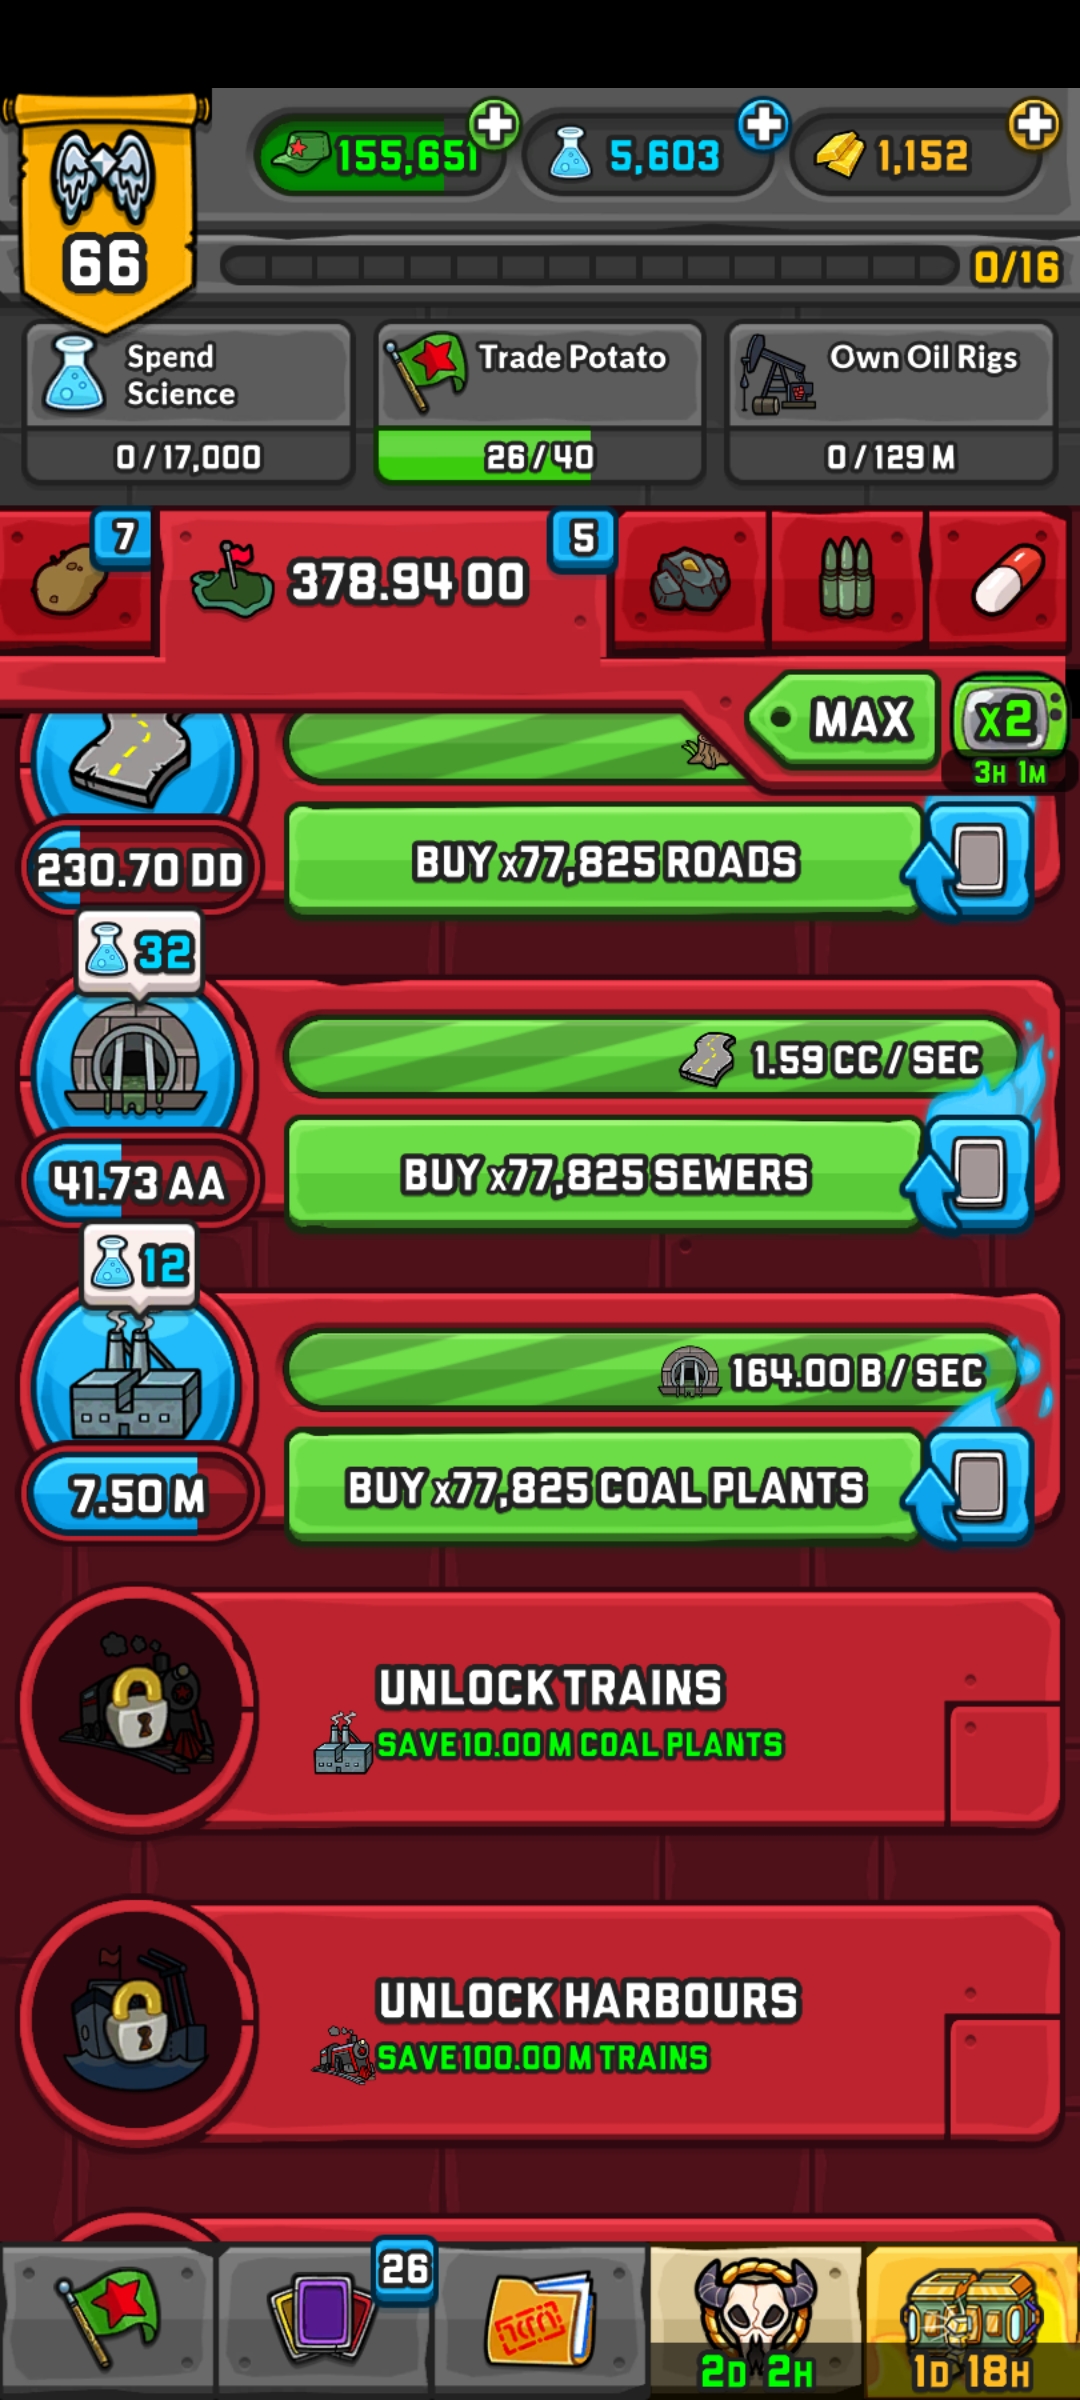 155,651
5,603
1,152
66
0/16
Spend
Science
Trade Potato
Own Oil Rigs
0 / 17,000
26 / 40
0 / 129 M
7
378.94 OO
5
MAX
x2
3H 1M
BUY x77,825 ROADS
230.70 DD
32
1.59 CC / SEC
BUY x77,825 SEWERS
41.73 AA
12
164.00 B / SEC
BUY x77,825 COAL PLANTS
7.50 M
UNLOCK TRAINS
SAVE 10.00 M COAL PLANTS
UNLOCK HARBOURS
SAVE 100.00 M TRAINS
26
2D 2H
1D 18H